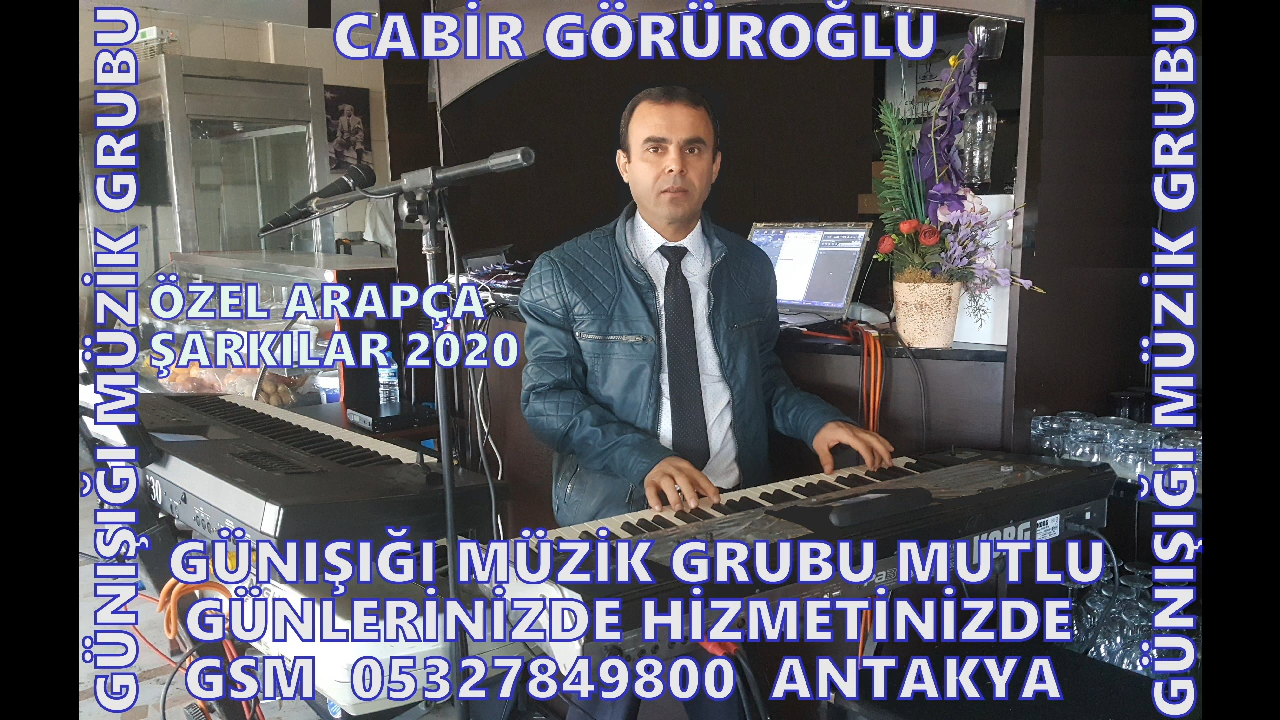 CABİR GÖRÜROĞLU
GÜNIŞIĞI MÜZİK GRUBU
GÜNIŞIĞI MÜZİK GRUBU
ÖZEL ARAPÇA
ŞARKILAR 2020
KORG
GÜNIŞIĞI MÜZİK GRUBU MUTLU
GÜNLERİNİZDE HİZMETİNİZDE
GSM 05327849800 ANTAKYA